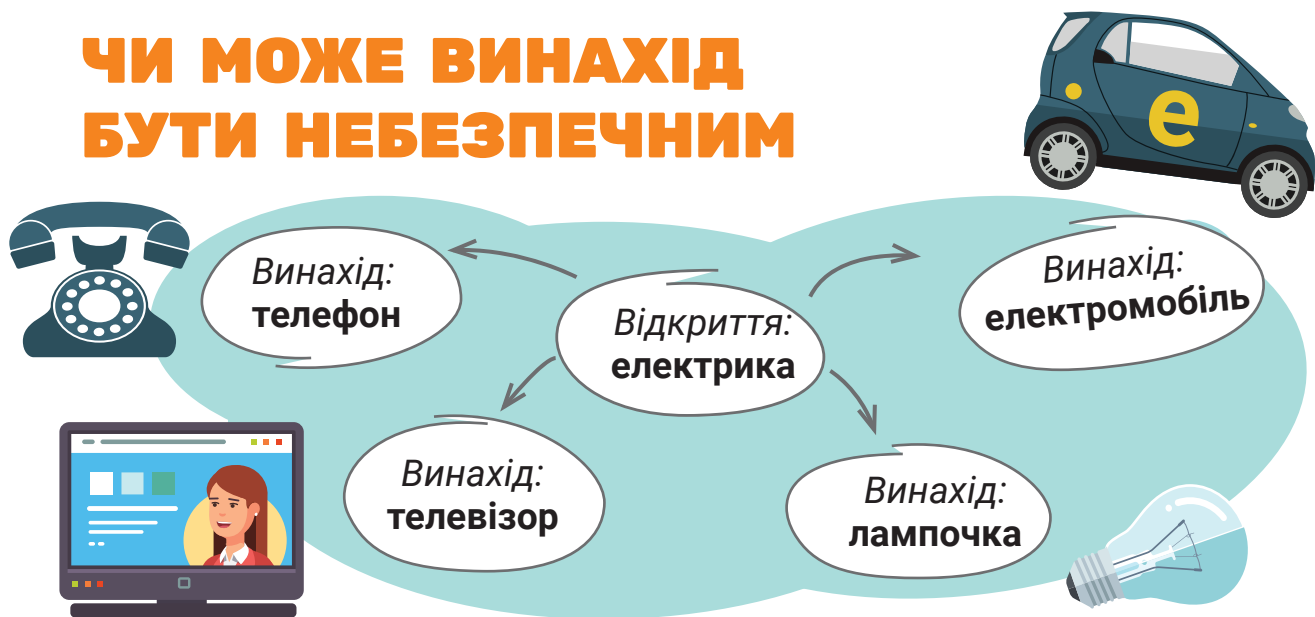 ЧИ МОЖЕ ВИНАХІД
БУТИ НЕБЕЗПЕЧНИМ
e
Винахід:
телефон
Відкриття:
електрика
Винахід:
електромобіль
Винахід:
телевізор
Винахід:
лампочка